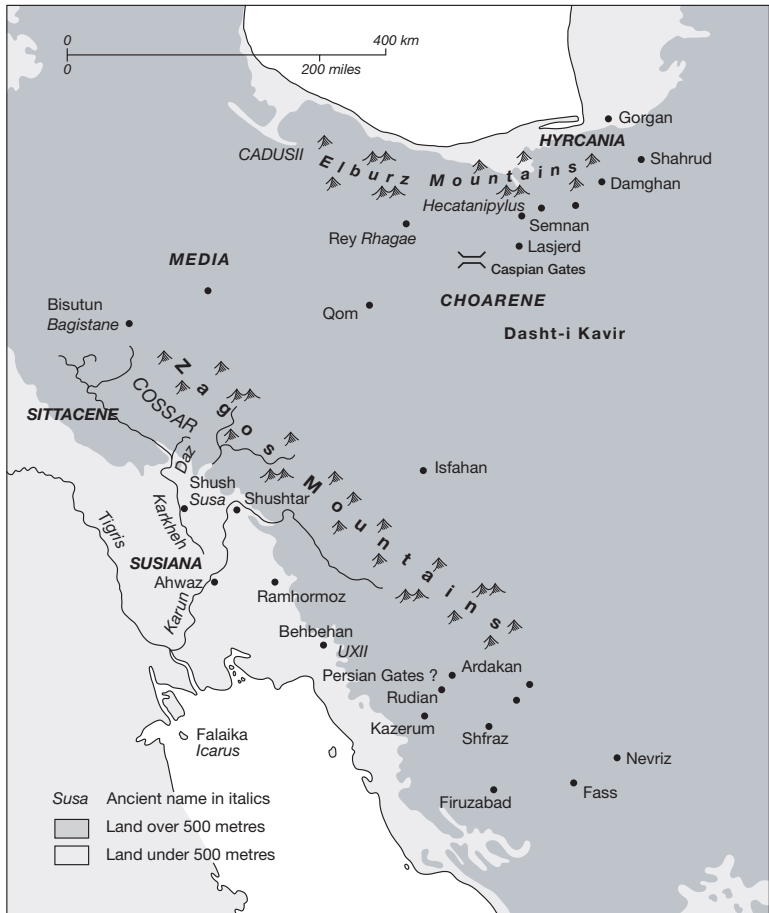 0 400 km
0 200 miles
Gorgan
HYRCANIA
CADUSII
Elburz Mountains
Shahrud
Damghan
Hecatanipylus
Semnan
Rey Rhagae
Lasjerd
Caspian Gates
MEDIA
CHOARENE
Qom
Dasht-i Kavir
Bisutun
Bagistane
Zagos Mountains
COSSAR
SITTACENE
Isfahan
Daz
Shush
Susa
Shushtar
Karkheh
Tigris
SUSIANA
Ahwaz
Karun
Ramhormoz
Behbehan
UXII
Persian Gates ?
Ardakan
Rudian
Kazerum
Shfraz
Falaika
Icarus
Nevriz
Fass
Firuzabad
Susa Ancient name in italics
Land over 500 metres
Land under 500 metres